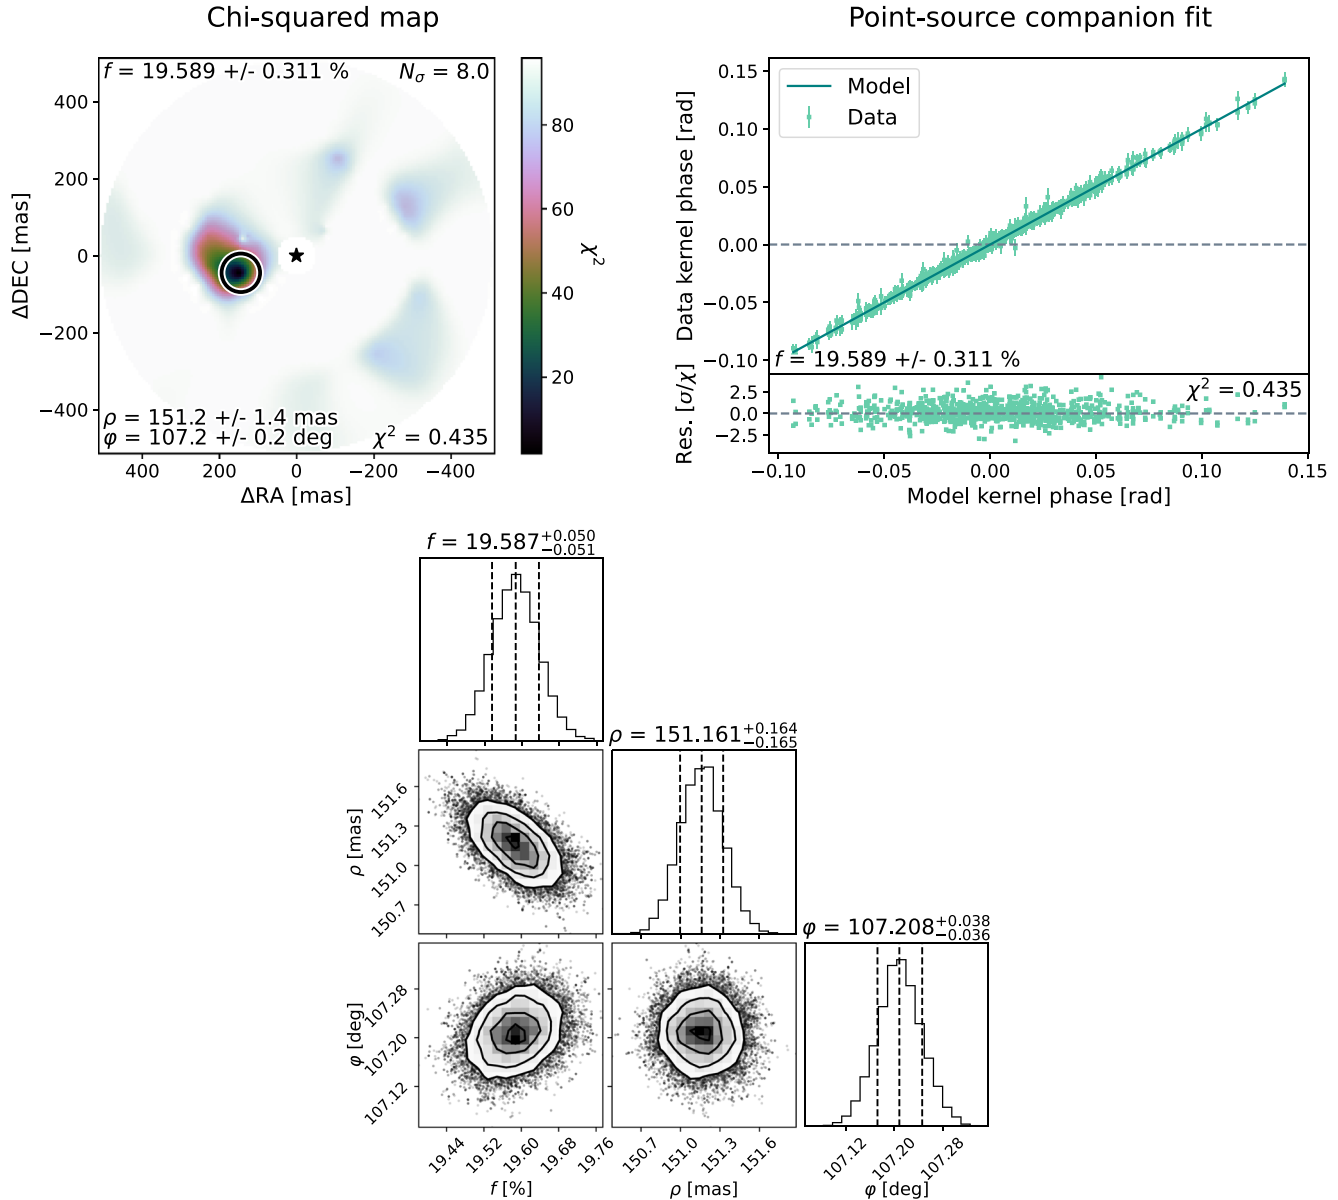 Chi-squared map
f = 19.589 +/- 0.311 %
Nσ = 8.0
400
200
0
−200
−400
ΔDEC [mas]
ρ = 151.2 +/- 1.4 mas
φ = 107.2 +/- 0.2 deg
χ² = 0.435
400
200
0
−200
−400
ΔRA [mas]
80
60
40
20
χ²
Point-source companion fit
Model
Data
0.15
0.10
0.05
0.00
−0.05
−0.10
Data kernel phase [rad]
f = 19.589 +/- 0.311 %
2.5
0.0
−2.5
Res. [σ/χ]
χ² = 0.435
−0.10
−0.05
0.00
0.05
0.10
0.15
Model kernel phase [rad]
f = 19.587 +0.050 −0.051
ρ = 151.161 +0.164 −0.165
151.6
151.3
151.0
150.7
ρ [mas]
φ = 107.208 +0.038 −0.036
107.28
107.20
107.12
φ [deg]
19.44
19.52
19.60
19.68
19.76
f [%]
150.7
151.0
151.3
151.6
ρ [mas]
107.12
107.20
107.28
φ [deg]